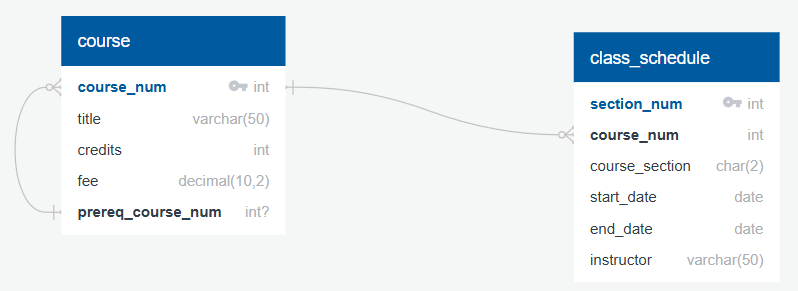 course
course_num int
title varchar(50)
credits int
fee decimal(10,2)
prereq_course_num int?
class_schedule
section_num int
course_num int
course_section char(2)
start_date date
end_date date
instructor varchar(50)